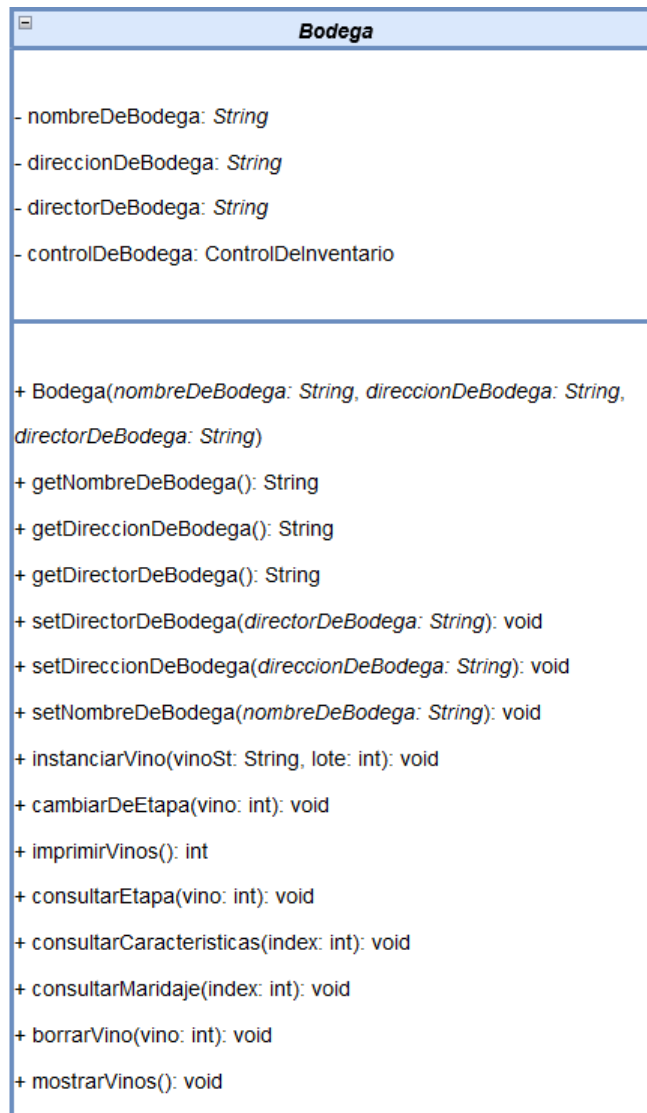 Bodega
- nombreDeBodega: String
- direccionDeBodega: String
- directorDeBodega: String
- controlDeBodega: ControlDeInventario
+ Bodega(nombreDeBodega: String, direccionDeBodega: String,
directorDeBodega: String)
+ getNombreDeBodega(): String
+ getDireccionDeBodega(): String
+ getDirectorDeBodega(): String
+ setDirectorDeBodega(directorDeBodega: String): void
+ setDireccionDeBodega(direccionDeBodega: String): void
+ setNombreDeBodega(nombreDeBodega: String): void
+ instanciarVino(vinoSt: String, lote: int): void
+ cambiarDeEtapa(vino: int): void
+ imprimirVinos(): int
+ consultarEtapa(vino: int): void
+ consultarCaracteristicas(index: int): void
+ consultarMaridaje(index: int): void
+ borrarVino(vino: int): void
+ mostrarVinos(): void